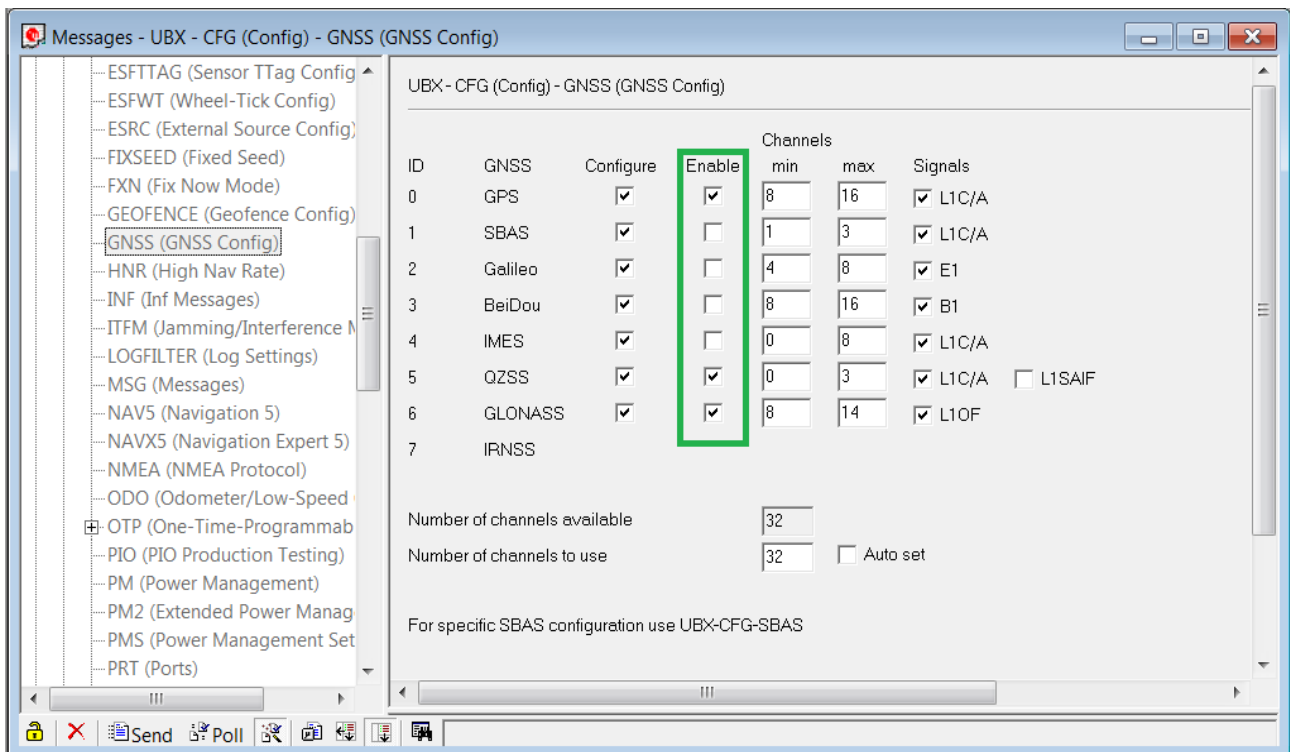 Messages - UBX - CFG (Config) - GNSS (GNSS Config)
ESFTTAG (Sensor TTag Config
ESFWT (Wheel-Tick Config)
ESRC (External Source Config)
FIXSEED (Fixed Seed)
FXN (Fix Now Mode)
GEOFENCE (Geofence Config)
GNSS (GNSS Config)
HNR (High Nav Rate)
INF (Inf Messages)
ITFM (Jamming/Interference
LOGFILTER (Log Settings)
MSG (Messages)
NAV5 (Navigation 5)
NAVX5 (Navigation Expert 5)
NMEA (NMEA Protocol)
ODO (Odometer/Low-Speed
OTP (One-Time-Programmab
PIO (PIO Production Testing)
PM (Power Management)
PM2 (Extended Power Manag
PMS (Power Management Set
PRT (Ports)
UBX - CFG (Config) - GNSS (GNSS Config)
Channels
ID GNSS Configure Enable min max Signals
0 GPS 8 16 L1C/A
1 SBAS 1 3 L1C/A
2 Galileo 4 8 E1
3 BeiDou 8 16 B1
4 IMES 0 8 L1C/A
5 QZSS 0 3 L1C/A L1SAIF
6 GLONASS 8 14 L1OF
7 IRNSS
Number of channels available 32
Number of channels to use 32 Auto set
For specific SBAS configuration use UBX-CFG-SBAS
Send Poll